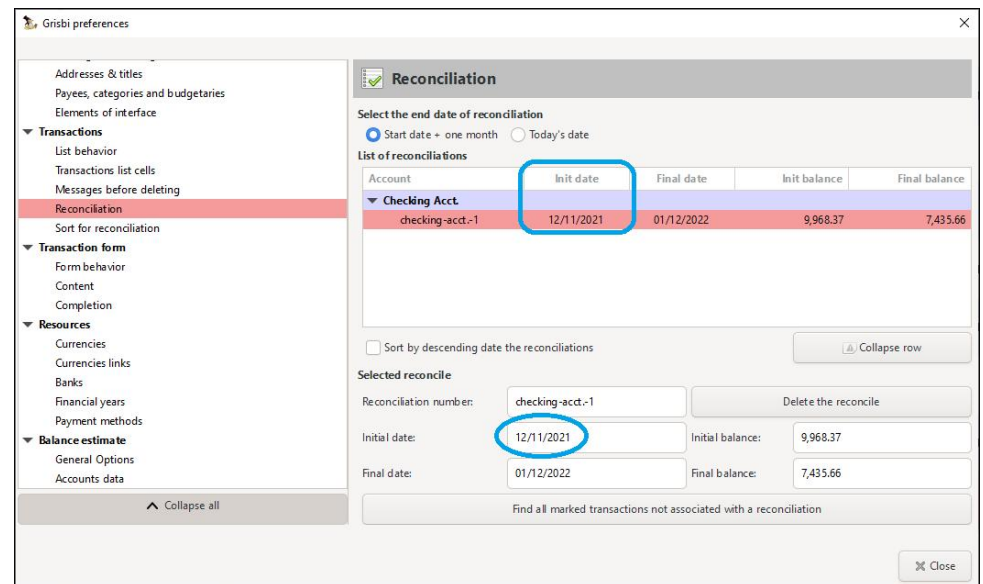 Grisbi preferences
Addresses & titles
Payees, categories and budgetaries
Elements of interface
Transactions
List behavior
Transactions list cells
Messages before deleting
Reconciliation
Sort for reconciliation
Transaction form
Form behavior
Content
Completion
Resources
Currencies
Currencies links
Banks
Financial years
Payment methods
Balance estimate
General Options
Accounts data
Collapse all
Reconciliation
Select the end date of reconciliation
Start date + one month Today's date
List of reconciliations
Account Init date Final date Init balance Final balance
Checking Acct.
checking-acct.-1 12/11/2021 01/12/2022 9,968.37 7,435.66
Sort by descending date the reconciliations Collapse row
Selected reconcile
Reconciliation number: checking-acct.-1 Delete the reconcile
Initial date: 12/11/2021 Initial balance: 9,968.37
Final date: 01/12/2022 Final balance: 7,435.66
Find all marked transactions not associated with a reconciliation
Close